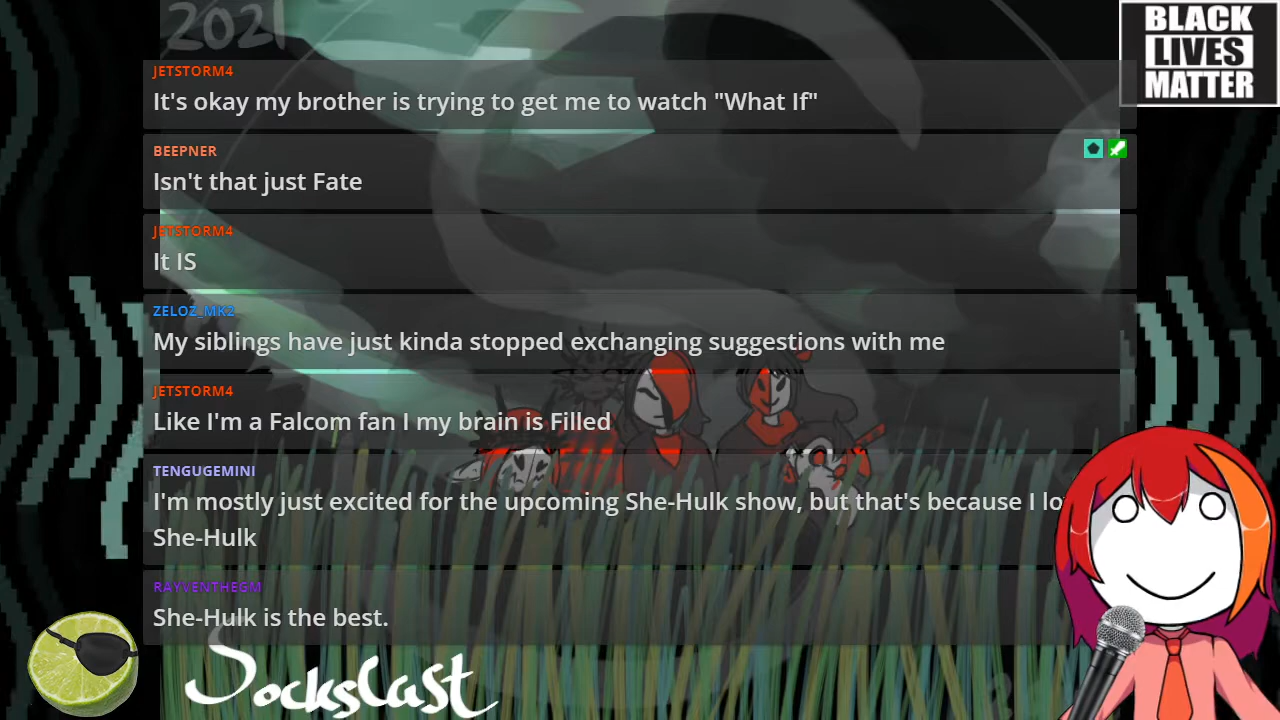 2021
BLACK
LIVES
MATTER
JETSTORM4
It's okay my brother is trying to get me to watch "What If"
BEEPNER
Isn't that just Fate
JETSTORM4
It IS
ZELOZ_MK2
My siblings have just kinda stopped exchanging suggestions with me
JETSTORM4
Like I'm a Falcom fan I my brain is Filled
TENGUGEMINI
I'm mostly just excited for the upcoming She-Hulk show, but that's because I lo
She-Hulk
RAYVENTHEGM
She-Hulk is the best.
SocksCast